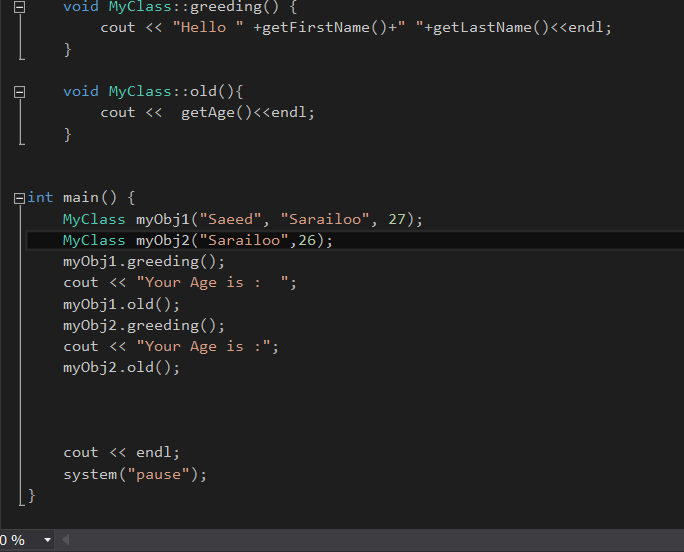 void MyClass::greeding() {
cout << "Hello " +getFirstName()+" "+getLastName()<<endl;
}
void MyClass::old(){
cout <<  getAge()<<endl;
}
int main() {
MyClass myObj1("Saeed", "Sarailoo", 27);
MyClass myObj2("Sarailoo",26);
myObj1.greeding();
cout << "Your Age is :  ";
myObj1.old();
myObj2.greeding();
cout << "Your Age is :";
myObj2.old();
cout << endl;
system("pause");
}
0 %